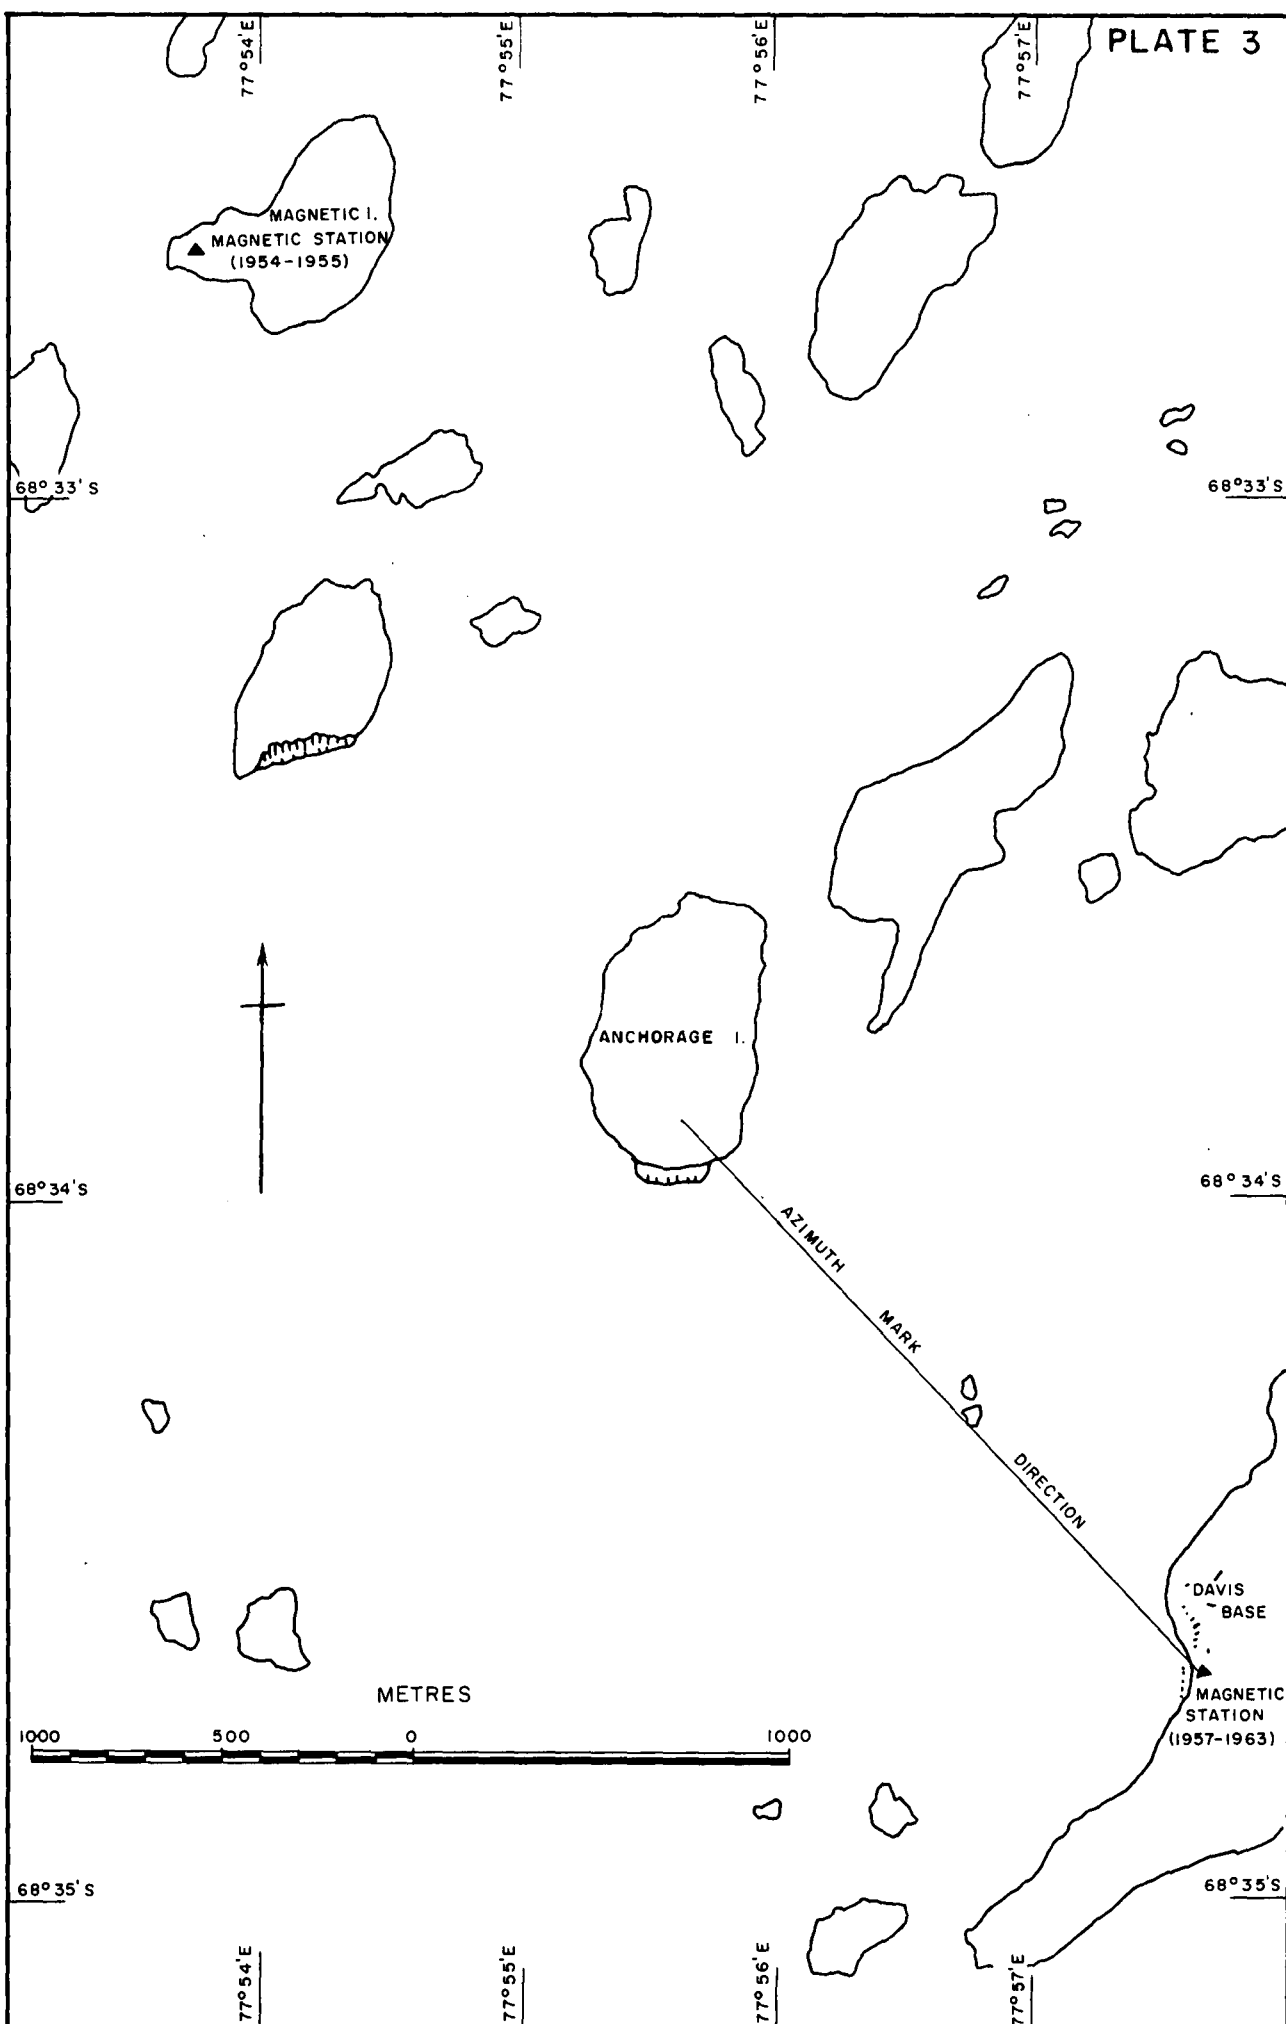 PLATE 3
77°54'E
77°55'E
77°56'E
77°57'E
MAGNETIC I.
MAGNETIC STATION
(1954-1955)
68°33'S
68°33'S
ANCHORAGE I.
68°34'S
68°34'S
AZIMUTH MARK DIRECTION
DAVIS
BASE
MAGNETIC
STATION
(1957-1963)
METRES
1000 500 0 1000
68°35'S
68°35'S
77°54'E
77°55'E
77°56'E
77°57'E